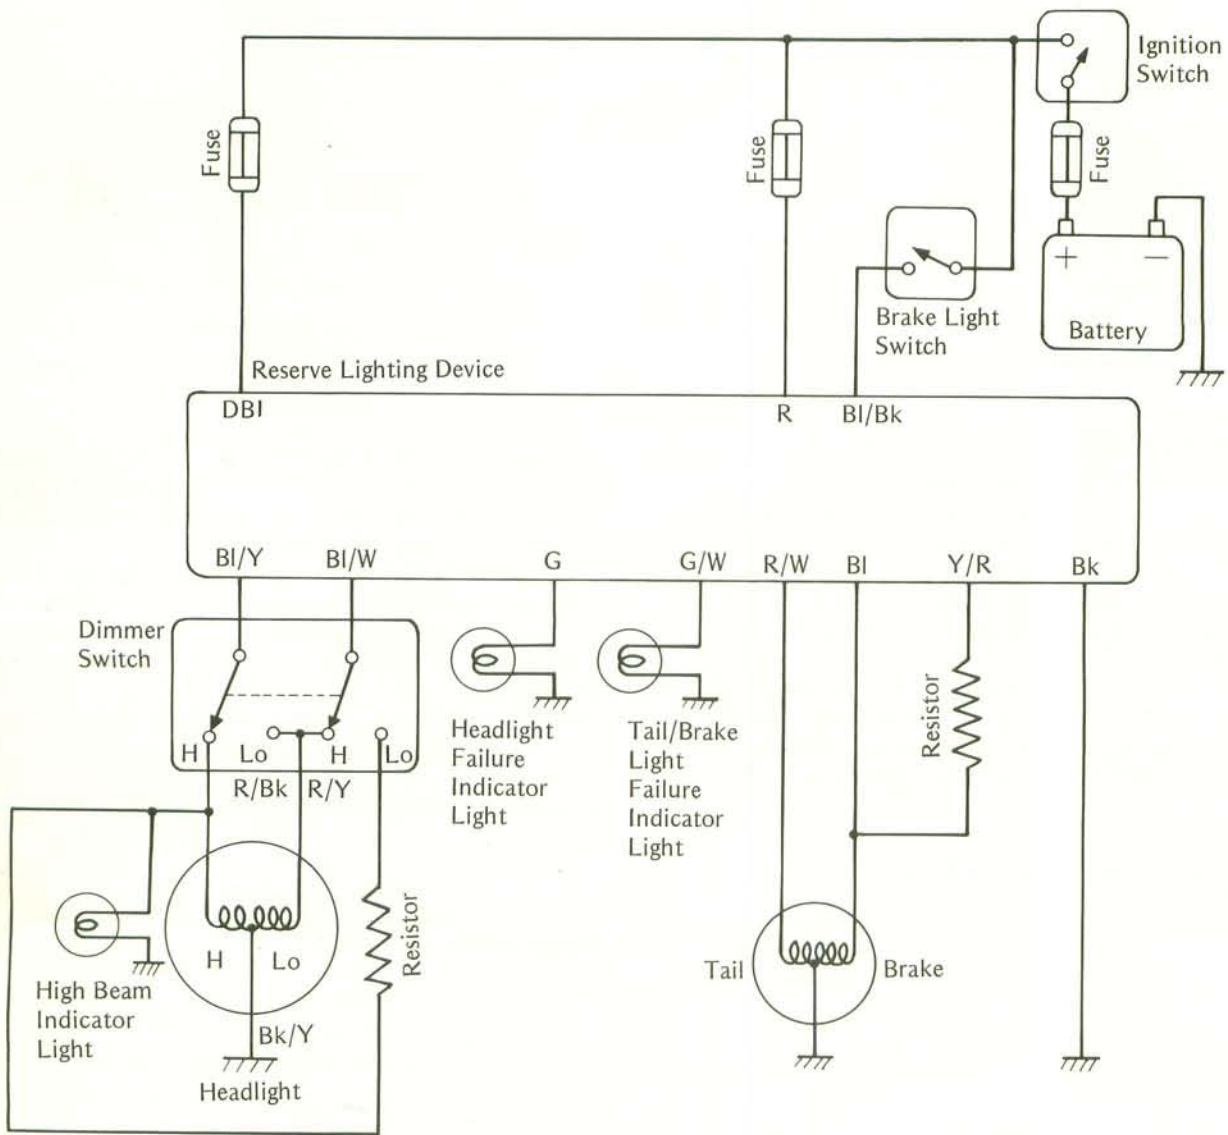 Ignition
Switch
Fuse
Fuse
Fuse
+
−
Battery
Brake Light
Switch
Reserve Lighting Device
DBl
R
Bl/Bk
Bl/Y
Bl/W
G
G/W
R/W
Bl
Y/R
Bk
Dimmer
Switch
H
Lo
H
Lo
R/Bk
R/Y
Headlight
Failure
Indicator
Light
Tail/Brake
Light
Failure
Indicator
Light
Resistor
Resistor
H
Lo
Tail
Brake
High Beam
Indicator
Light
Bk/Y
Headlight